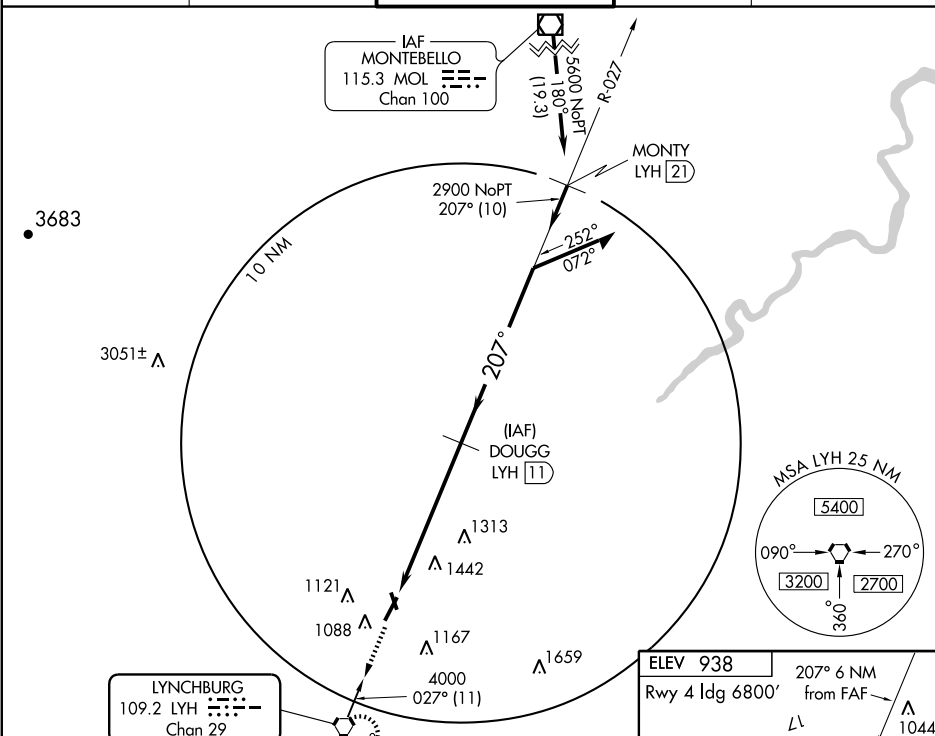 IAF
MONTEBELLO
115.3 MOL
Chan 100
5600 NoPT
180°
(19.3)
R-027
MONTY
LYH 21
2900 NoPT
207° (10)
252°
072°
3683
10 NM
3051±
207°
(IAF)
DOUGG
LYH 11
MSA LYH 25 NM
5400
090°
270°
3200
2700
360°
1313
1442
1121
1088
1167
1659
4000
027° (11)
LYNCHBURG
109.2 LYH
Chan 29
ELEV 938
Rwy 4 ldg 6800'
207° 6 NM
from FAF
17
1044